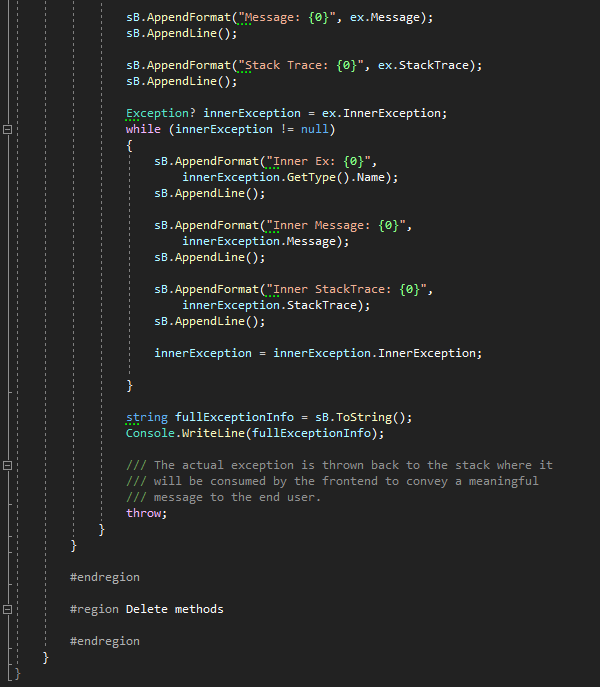 sB.AppendFormat("Message: {0}", ex.Message);
sB.AppendLine();
sB.AppendFormat("Stack Trace: {0}", ex.StackTrace);
sB.AppendLine();
Exception? innerException = ex.InnerException;
while (innerException != null)
{
sB.AppendFormat("Inner Ex: {0}",
innerException.GetType().Name);
sB.AppendLine();
sB.AppendFormat("Inner Message: {0}",
innerException.Message);
sB.AppendLine();
sB.AppendFormat("Inner StackTrace: {0}",
innerException.StackTrace);
sB.AppendLine();
innerException = innerException.InnerException;
}
string fullExceptionInfo = sB.ToString();
Console.WriteLine(fullExceptionInfo);
/// The actual exception is thrown back to the stack where it
/// will be consumed by the frontend to convey a meaningful
/// message to the end user.
throw;
}
}
#endregion
#region Delete methods
#endregion
}
}